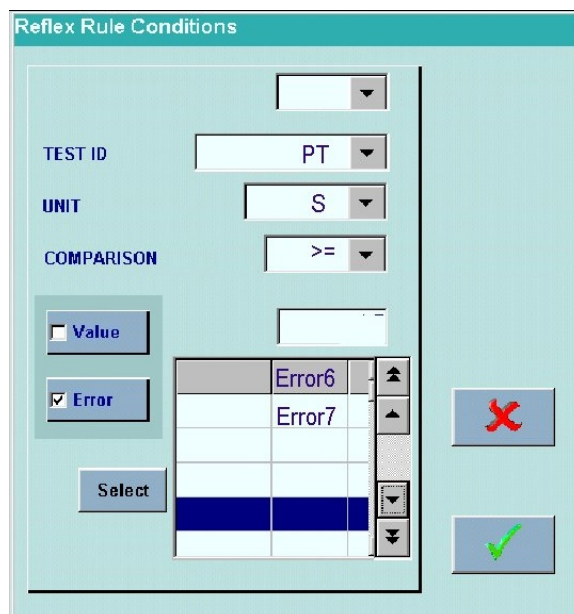 Reflex Rule Conditions
TEST ID PT
UNIT S
COMPARISON >=
Value
Error6
Error
Error7
Select